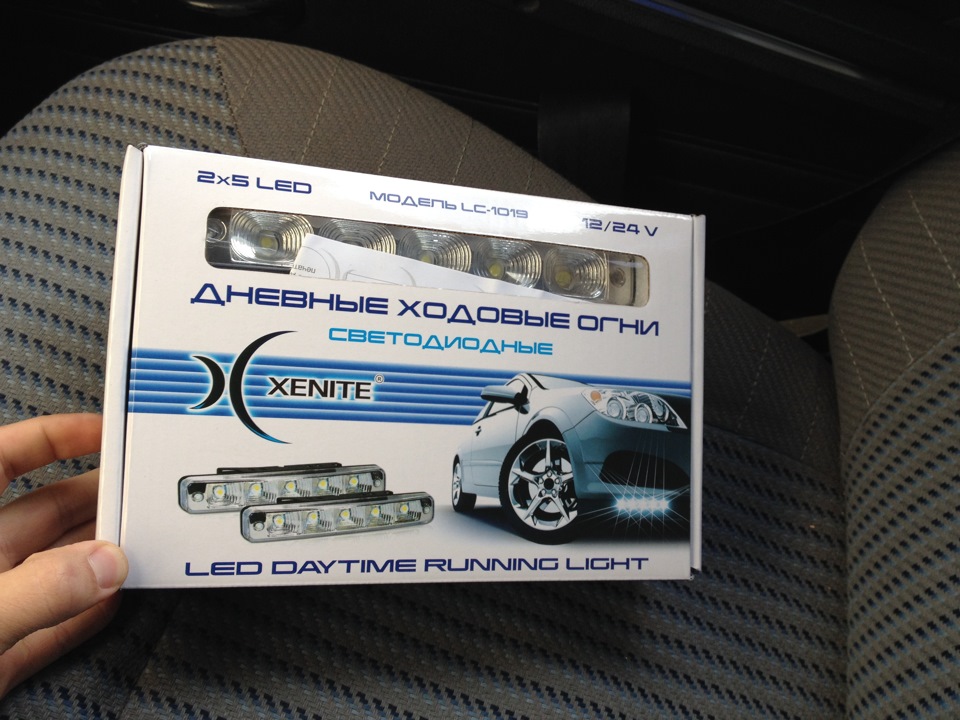 2x5 LED
МОДЕЛЬ LC-1019
12/24 V
ДНЕВНЫЕ ХОДОВЫЕ ОГНИ
СВЕТОДИОДНЫЕ
XENITE®
LED DAYTIME RUNNING LIGHT